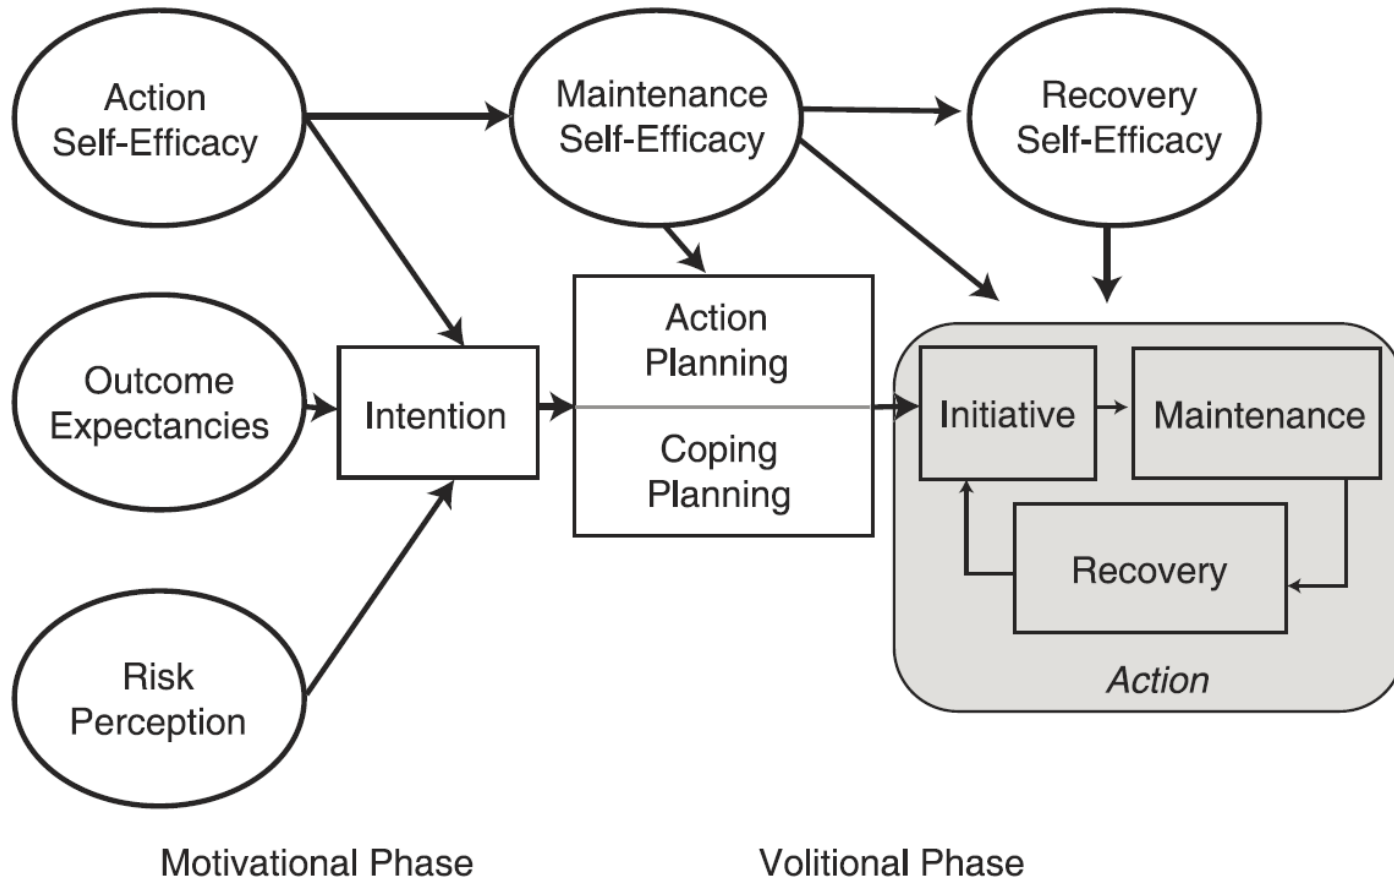 Action
Self-Efficacy
Maintenance
Self-Efficacy
Recovery
Self-Efficacy
Outcome
Expectancies
Intention
Action
Planning
Coping
Planning
Initiative
Maintenance
Recovery
Action
Risk
Perception
Motivational Phase
Volitional Phase